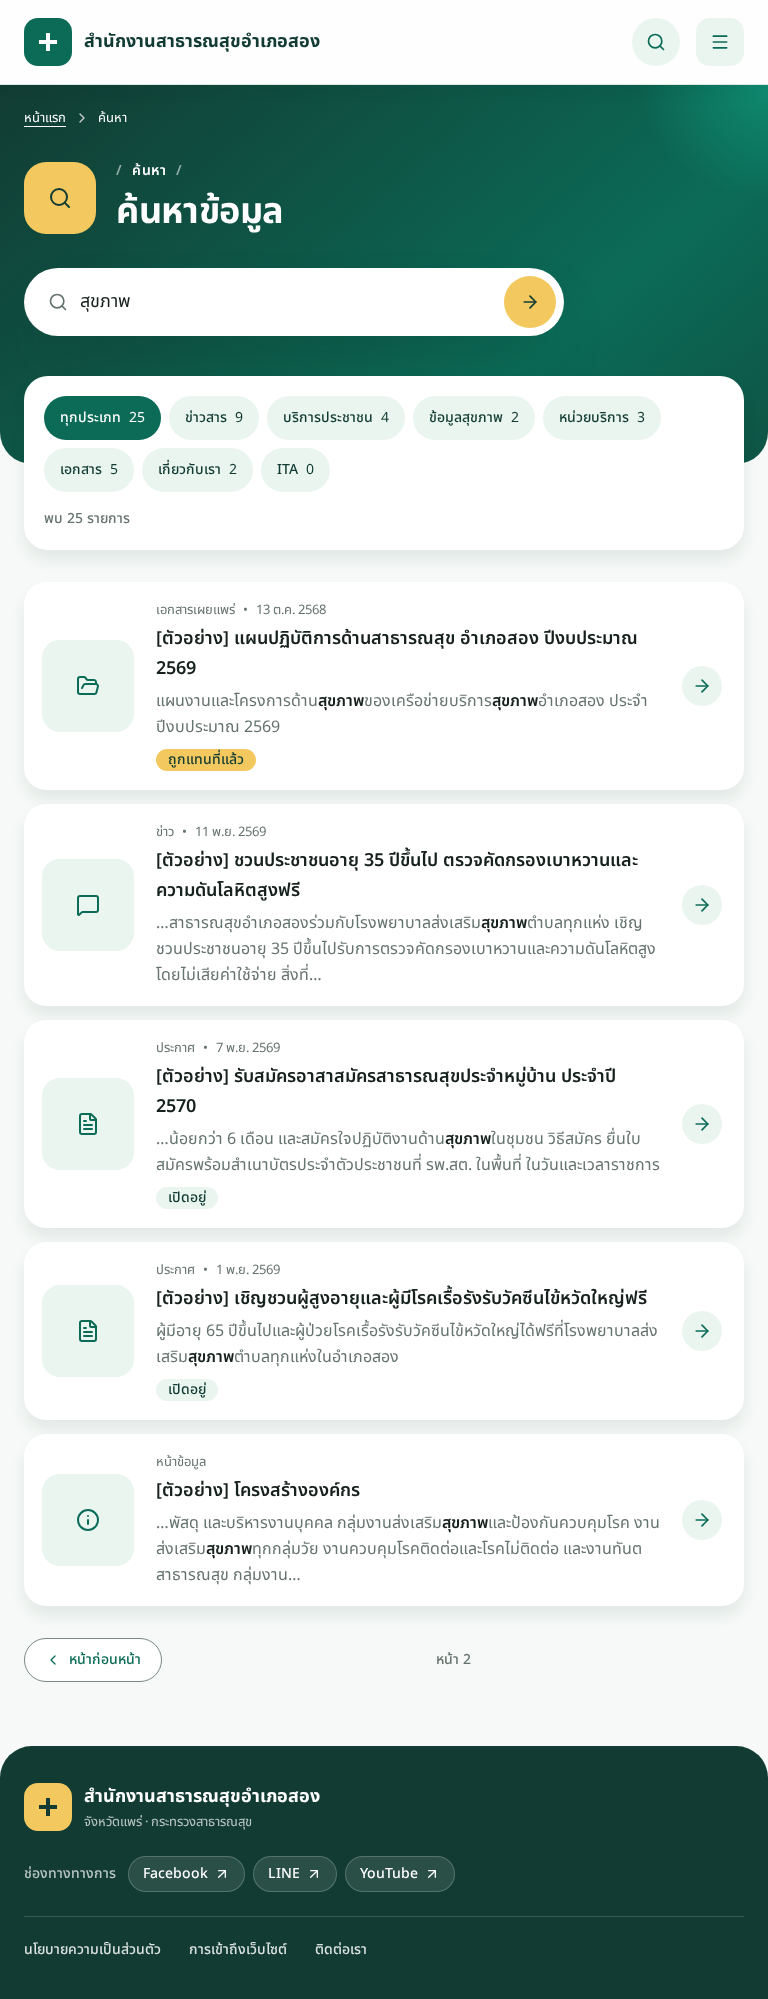 สำนักงานสาธารณสุขอำเภอสอง
หน้าแรก > ค้นหา
/ ค้นหา /
ค้นหาข้อมูล
สุขภาพ
ทุกประเภท 25 ข่าวสาร 9 บริการประชาชน 4 ข้อมูลสุขภาพ 2 หน่วยบริการ 3
เอกสาร 5 เกี่ยวกับเรา 2 ITA 0
พบ 25 รายการ
เอกสารเผยแพร่ • 13 ต.ค. 2568
[ตัวอย่าง] แผนปฏิบัติการด้านสาธารณสุข อำเภอสอง ปีงบประมาณ
2569
แผนงานและโครงการด้านสุขภาพของเครือข่ายบริการสุขภาพอำเภอสอง ประจำ
ปีงบประมาณ 2569
ถูกแทนที่แล้ว
ข่าว • 11 พ.ย. 2569
[ตัวอย่าง] ชวนประชาชนอายุ 35 ปีขึ้นไป ตรวจคัดกรองเบาหวานและ
ความดันโลหิตสูงฟรี
…สาธารณสุขอำเภอสองร่วมกับโรงพยาบาลส่งเสริมสุขภาพตำบลทุกแห่ง เชิญ
ชวนประชาชนอายุ 35 ปีขึ้นไปรับการตรวจคัดกรองเบาหวานและความดันโลหิตสูง
โดยไม่เสียค่าใช้จ่าย สิ่งที่…
ประกาศ • 7 พ.ย. 2569
[ตัวอย่าง] รับสมัครอาสาสมัครสาธารณสุขประจำหมู่บ้าน ประจำปี
2570
…น้อยกว่า 6 เดือน และสมัครใจปฏิบัติงานด้านสุขภาพในชุมชน วิธีสมัคร ยื่นใบ
สมัครพร้อมสำเนาบัตรประจำตัวประชาชนที่ รพ.สต. ในพื้นที่ ในวันและเวลาราชการ
เปิดอยู่
ประกาศ • 1 พ.ย. 2569
[ตัวอย่าง] เชิญชวนผู้สูงอายุและผู้มีโรคเรื้อรังรับวัคซีนไข้หวัดใหญ่ฟรี
ผู้มีอายุ 65 ปีขึ้นไปและผู้ป่วยโรคเรื้อรังรับวัคซีนไข้หวัดใหญ่ได้ฟรีที่โรงพยาบาลส่ง
เสริมสุขภาพตำบลทุกแห่งในอำเภอสอง
เปิดอยู่
หน้าข้อมูล
[ตัวอย่าง] โครงสร้างองค์กร
…พัสดุ และบริหารงานบุคคล กลุ่มงานส่งเสริมสุขภาพและป้องกันควบคุมโรค งาน
ส่งเสริมสุขภาพทุกกลุ่มวัย งานควบคุมโรคติดต่อและโรคไม่ติดต่อ และงานทันต
สาธารณสุข กลุ่มงาน…
หน้าก่อนหน้า
หน้า 2
สำนักงานสาธารณสุขอำเภอสอง
จังหวัดแพร่ · กระทรวงสาธารณสุข
ช่องทางทางการ Facebook LINE YouTube
นโยบายความเป็นส่วนตัว การเข้าถึงเว็บไซต์ ติดต่อเรา